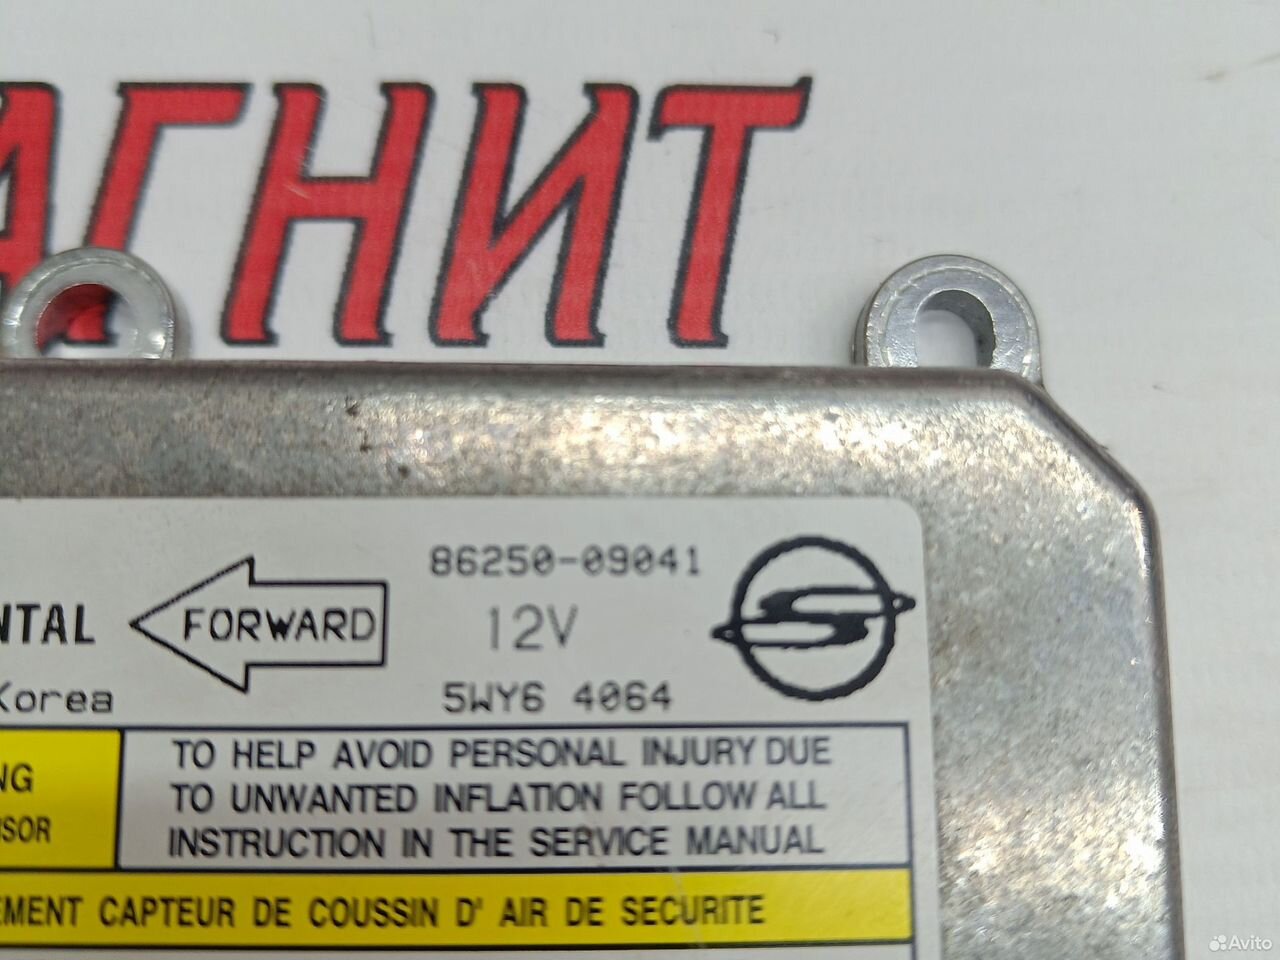 АГНИТ
86250-09041
NTAL
FORWARD
12V
Korea
5WY6 4064
NG
SOR
TO HELP AVOID PERSONAL INJURY DUE
TO UNWANTED INFLATION FOLLOW ALL
INSTRUCTION IN THE SERVICE MANUAL
EMENT CAPTEUR DE COUSSIN D' AIR DE SECURITE
Avito